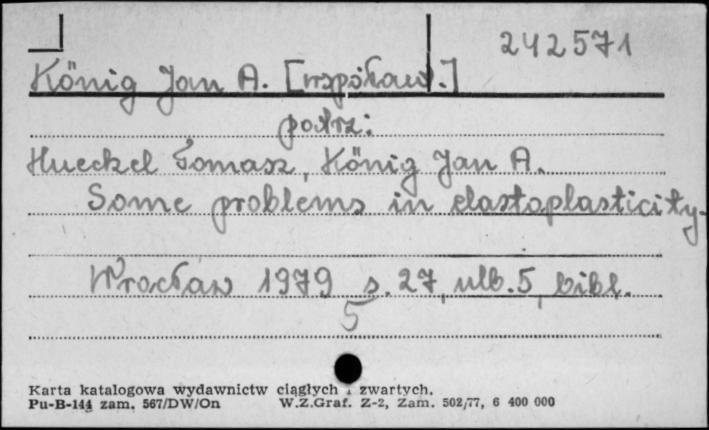 242571
König Jan A. [współaut.]
patrz:
Hueckel Tomasz, König Jan A.
Some problems in elastoplasticity.
Wrocław 1979 s. 27, ulb. 5, bibl.
5
Karta katalogowa wydawnictw ciągłych i zwartych.
Pu-B-144 zam. 567/DW/On W.Z.Graf. Z-2, Zam. 502/77, 6 400 000